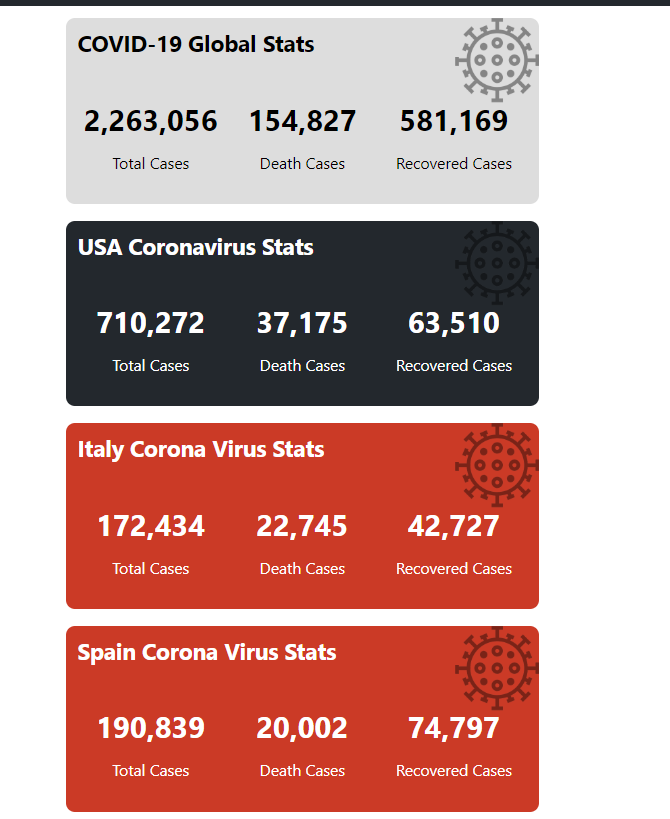 COVID-19 Global Stats
2,263,056 154,827 581,169
Total Cases Death Cases Recovered Cases
USA Coronavirus Stats
710,272 37,175 63,510
Total Cases Death Cases Recovered Cases
Italy Corona Virus Stats
172,434 22,745 42,727
Total Cases Death Cases Recovered Cases
Spain Corona Virus Stats
190,839 20,002 74,797
Total Cases Death Cases Recovered Cases